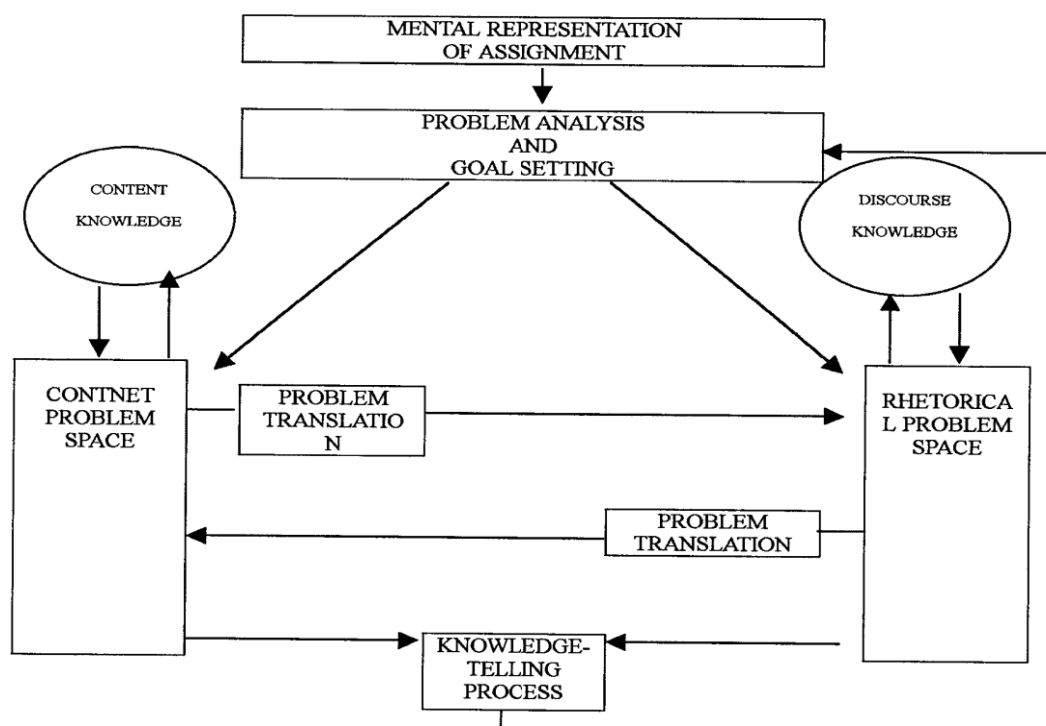 MENTAL REPRESENTATION
OF ASSIGNMENT
PROBLEM ANALYSIS
AND
GOAL SETTING
CONTENT
KNOWLEDGE
DISCOURSE
KNOWLEDGE
CONTNET
PROBLEM
SPACE
PROBLEM
TRANSLATIO
N
RHETORICA
L PROBLEM
SPACE
PROBLEM
TRANSLATION
KNOWLEDGE-
TELLING
PROCESS